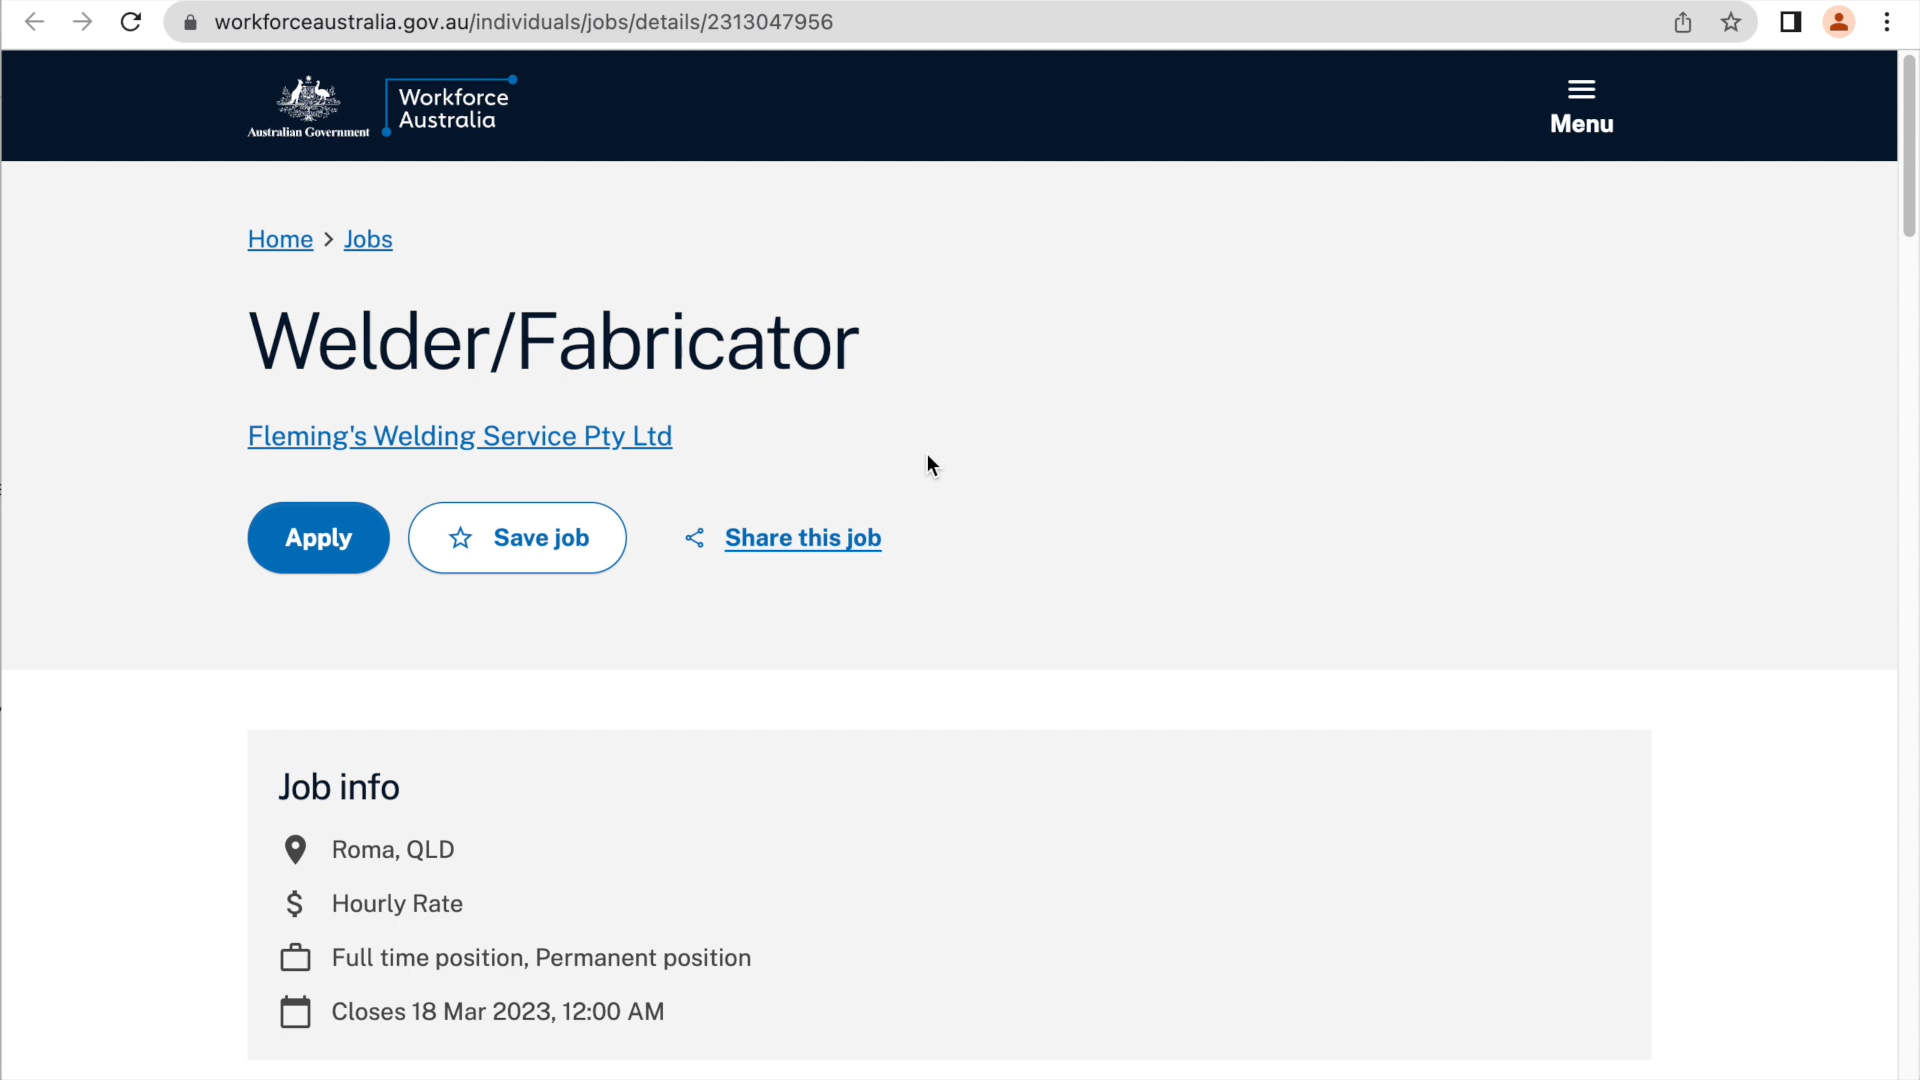 workforceaustralia.gov.au/individuals/jobs/details/2313047956
Australian Government
Workforce
Australia
Menu
Home > Jobs
Welder/Fabricator
Fleming's Welding Service Pty Ltd
Apply
Save job
Share this job
Job info
Roma, QLD
Hourly Rate
Full time position, Permanent position
Closes 18 Mar 2023, 12:00 AM